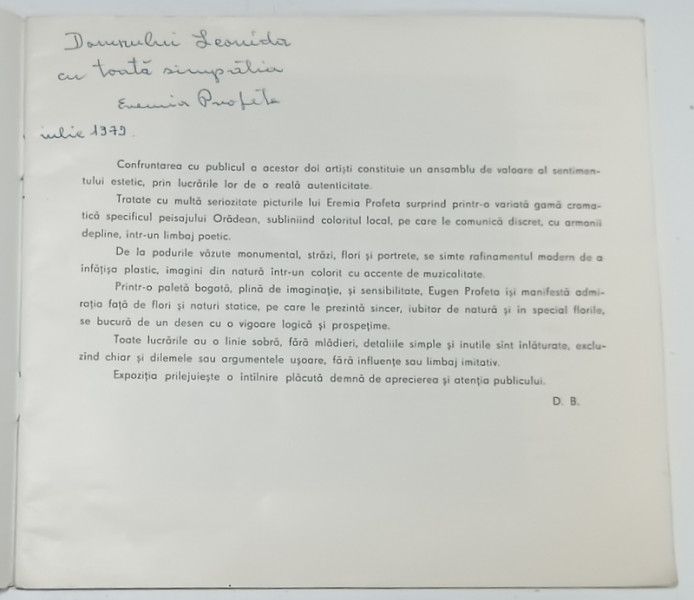 Domnului Leonida
cu toată simpatia
Eremia Profeta
iulie 1979
Confruntarea cu publicul a acestor doi artiști constituie un ansamblu de valoare al sentimen-
tului estetic, prin lucrările lor de o reală autenticitate.
Tratate cu multă seriozitate picturile lui Eremia Profeta surprind printr-o variată gamă croma-
tică specificul peisajului Orădean, subliniind coloritul local, pe care le comunică discret, cu armonii
depline, într-un limbaj poetic.
De la podurile văzute monumental, străzi, flori și portrete, se simte rafinamentul modern de a
înfățișa plastic, imagini din natură într-un colorit cu accente de muzicalitate.
Printr-o paletă bogată, plină de imaginație, și sensibilitate, Eugen Profeta își manifestă admi-
rația față de flori și naturi statice, pe care le prezintă sincer, iubitor de natură și în special florile,
se bucură de un desen cu o vigoare logică și prospețime.
Toate lucrările au o linie sobră, fără mlădieri, detaliile simple și inutile sînt înlăturate, exclu-
zînd chiar și dilemele sau argumentele ușoare, fără influențe sau limbaj imitativ.
Expoziția prilejuiește o întîlnire plăcută demnă de aprecierea și atenția publicului.
D. B.